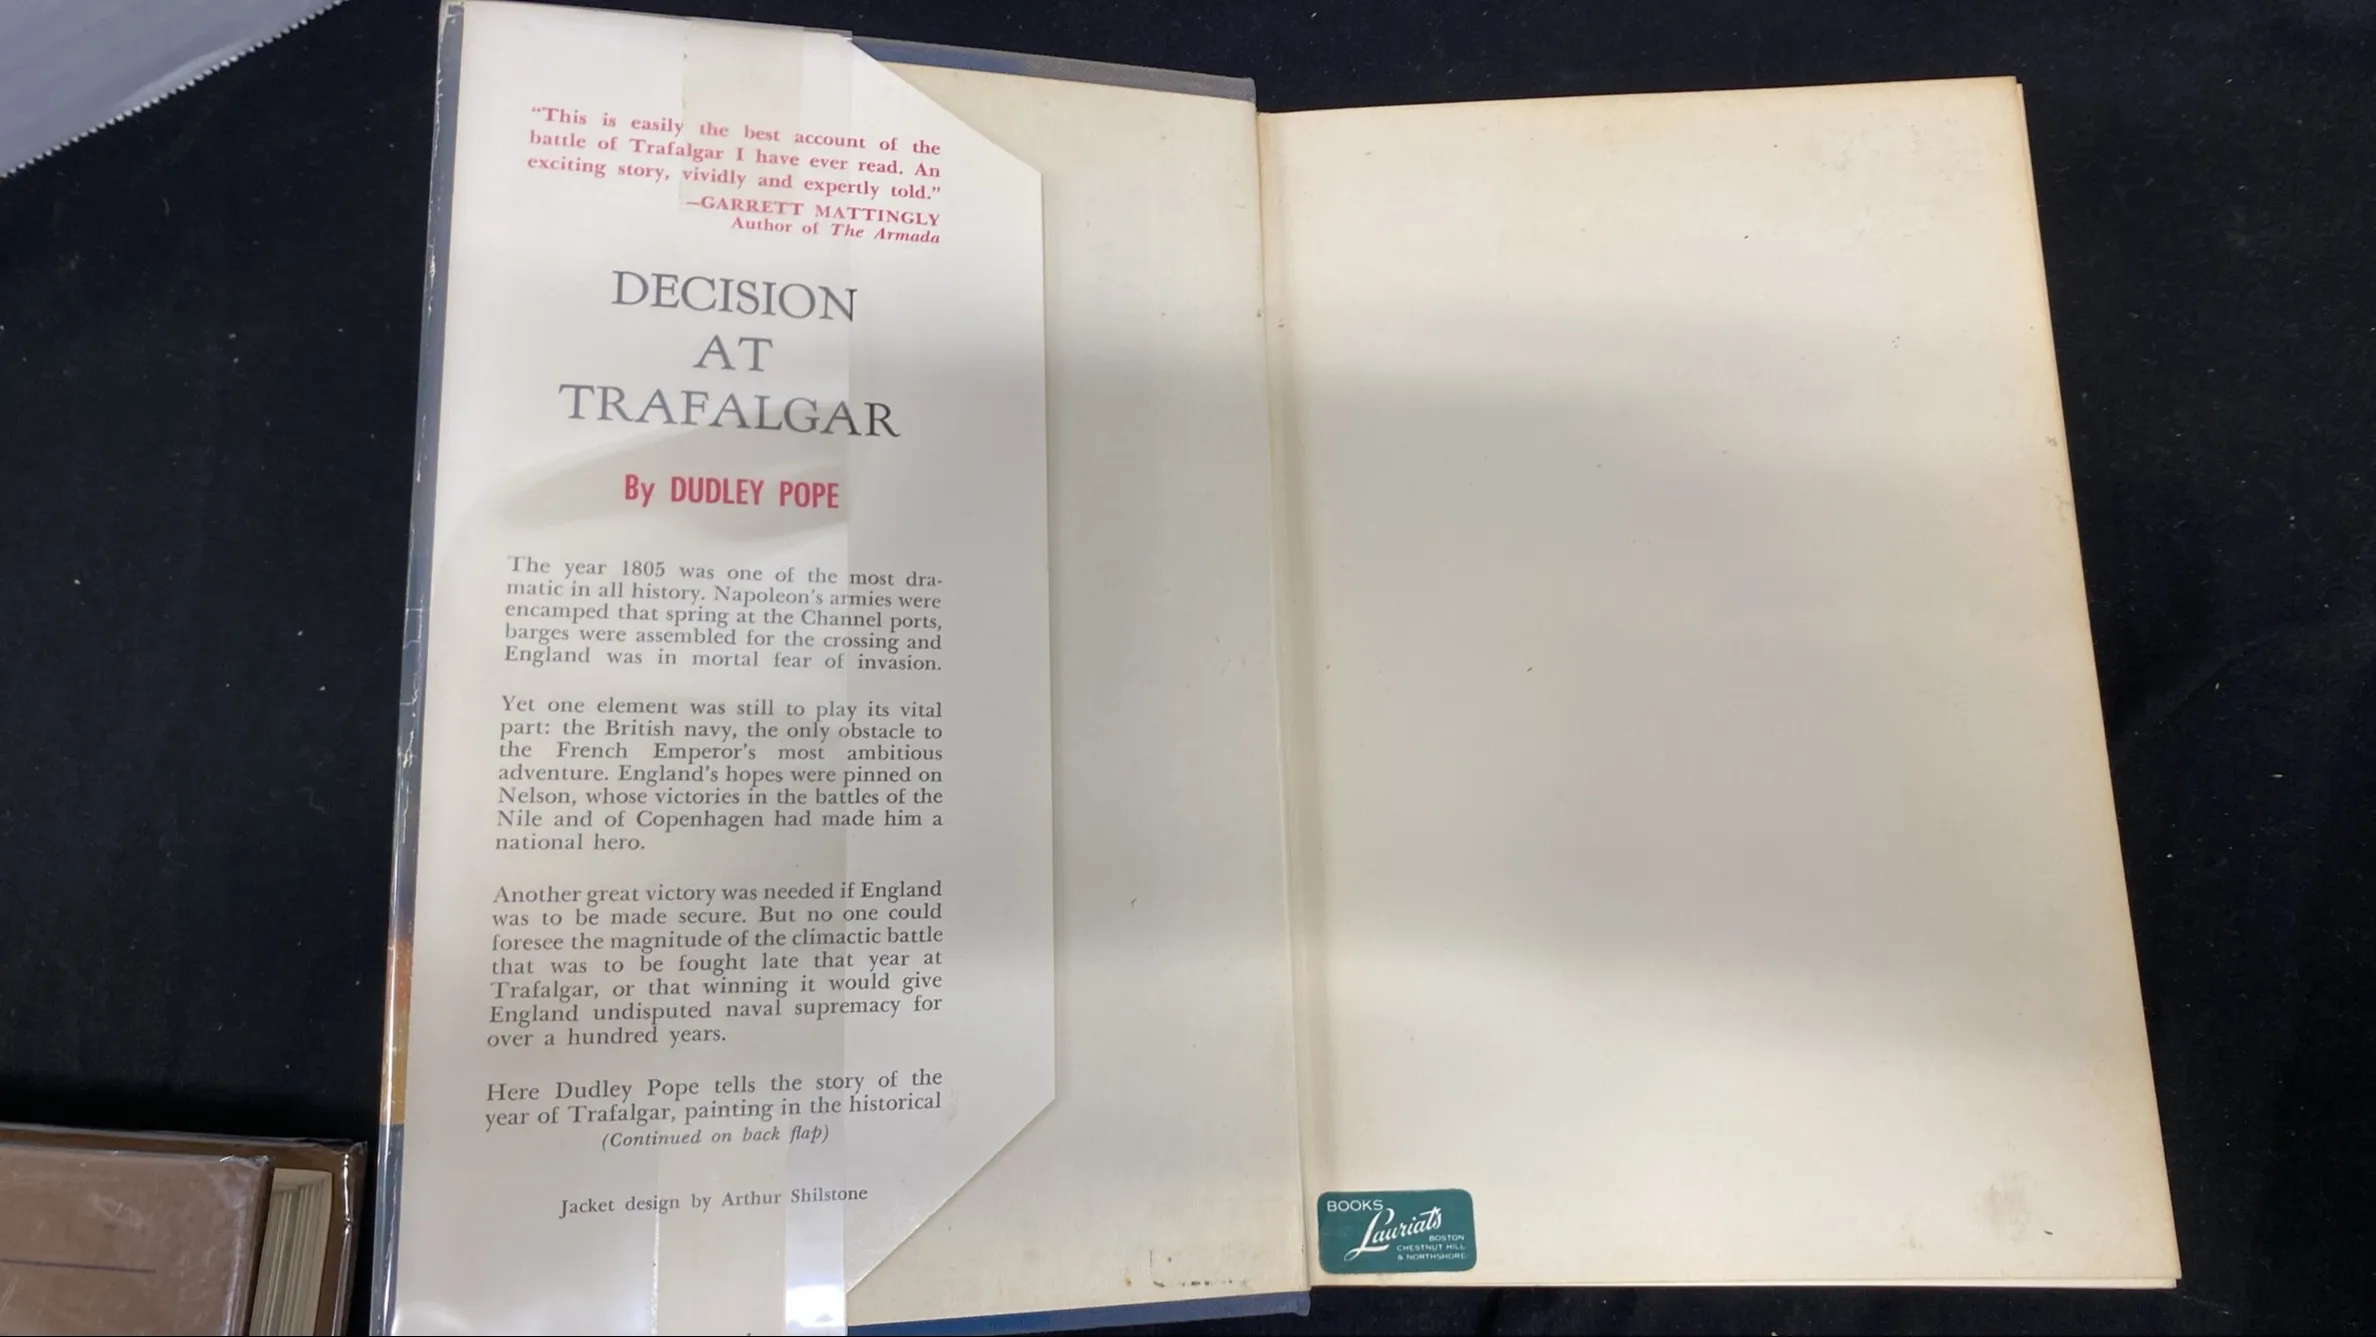 “This is easily the best account of the
battle of Trafalgar I have ever read. An
exciting story, vividly and expertly told.”
—GARRETT MATTINGLY
Author of The Armada
DECISION
AT
TRAFALGAR
By DUDLEY POPE
The year 1805 was one of the most dra-
matic in all history. Napoleon's armies were
encamped that spring at the Channel ports,
barges were assembled for the crossing and
England was in mortal fear of invasion.
Yet one element was still to play its vital
part: the British navy, the only obstacle to
the French Emperor's most ambitious
adventure. England's hopes were pinned on
Nelson, whose victories in the battles of the
Nile and of Copenhagen had made him a
national hero.
Another great victory was needed if England
was to be made secure. But no one could
foresee the magnitude of the climactic battle
that was to be fought late that year at
Trafalgar, or that winning it would give
England undisputed naval supremacy for
over a hundred years.
Here Dudley Pope tells the story of the
year of Trafalgar, painting in the historical
(Continued on back flap)
Jacket design by Arthur Shilstone
BOOKS
Lauriat's
BOSTON
CHESTNUT HILL
& NORTHSHORE